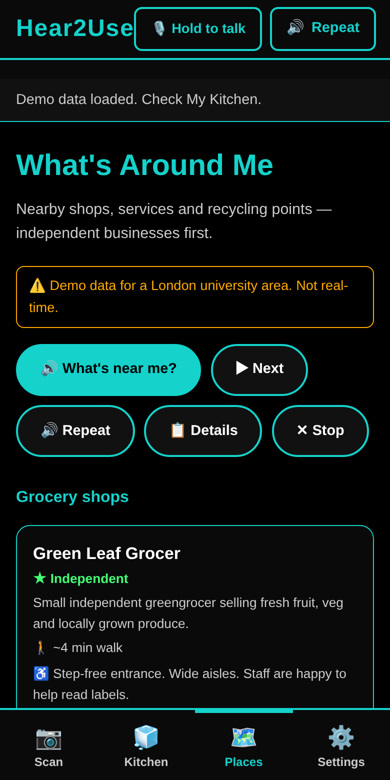 Hear2Use
🎙️ Hold to talk
🔊 Repeat
Demo data loaded. Check My Kitchen.
What's Around Me
Nearby shops, services and recycling points —
independent businesses first.
⚠️ Demo data for a London university area. Not real-
time.
🔊 What's near me?
▶ Next
🔊 Repeat
📋 Details
✕ Stop
Grocery shops
Green Leaf Grocer
★ Independent
Small independent greengrocer selling fresh fruit, veg
and locally grown produce.
🚶 ~4 min walk
♿ Step-free entrance. Wide aisles. Staff are happy to
help read labels.
Scan
Kitchen
Places
Settings